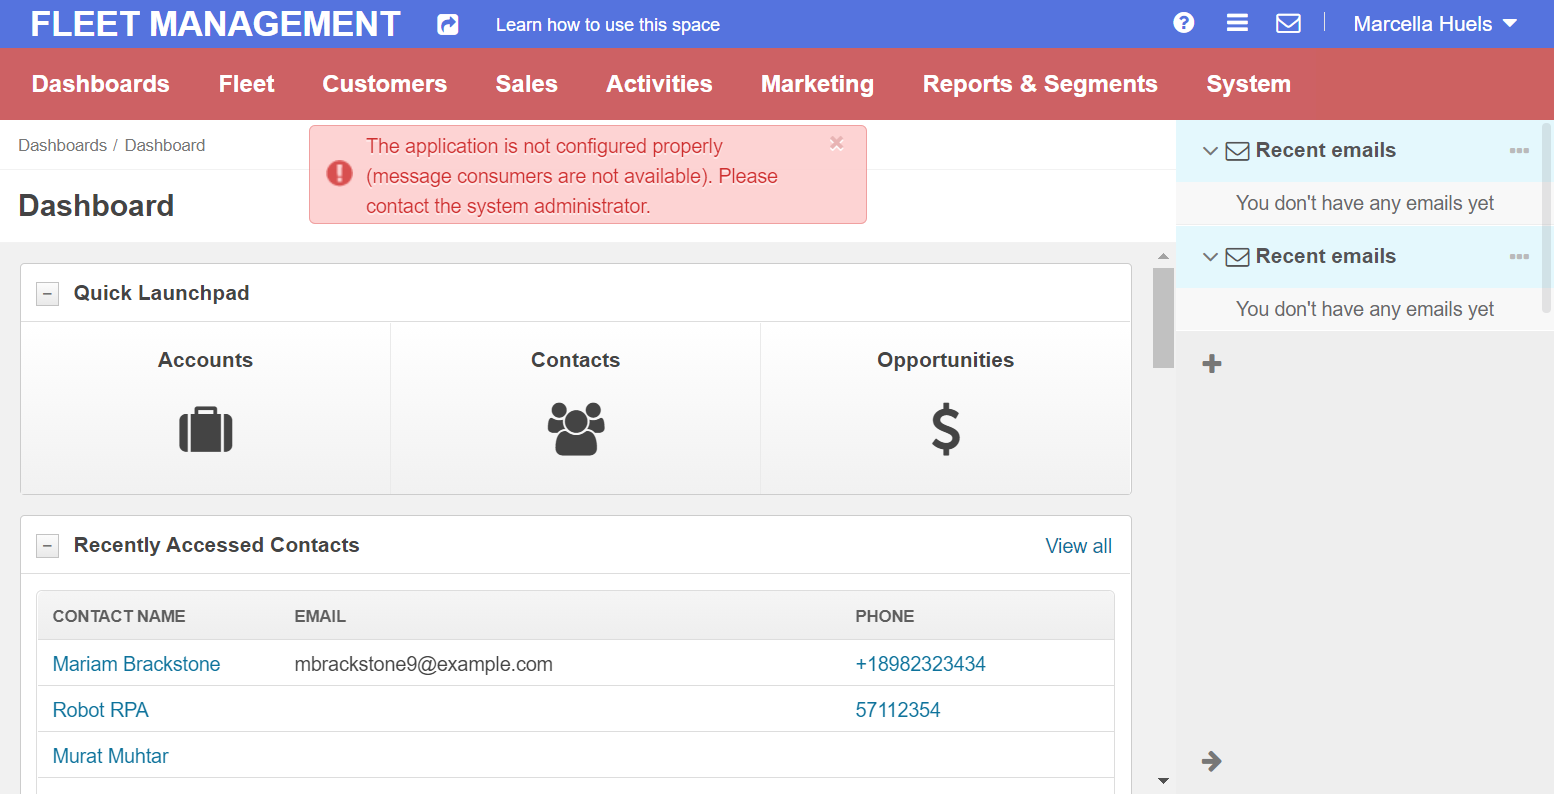 FLEET MANAGEMENT
Learn how to use this space
Marcella Huels
Dashboards Fleet Customers Sales Activities Marketing Reports & Segments System
Dashboards / Dashboard
The application is not configured properly
(message consumers are not available). Please
contact the system administrator.
Dashboard
Recent emails
You don't have any emails yet
Recent emails
You don't have any emails yet
Quick Launchpad
Accounts Contacts Opportunities
Recently Accessed Contacts View all
CONTACT NAME EMAIL PHONE
Mariam Brackstone mbrackstone9@example.com +18982323434
Robot RPA 57112354
Murat Muhtar